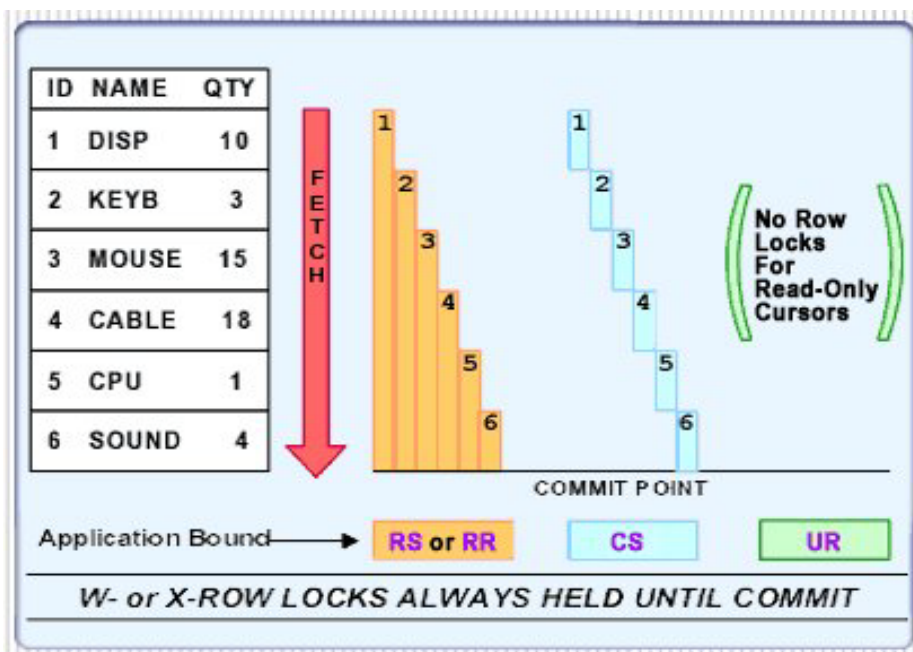 ID NAME QTY
1 DISP 10
2 KEYB 3
3 MOUSE 15
4 CABLE 18
5 CPU 1
6 SOUND 4
FETCH
1
2
3
4
5
6
1
2
3
4
5
6
No Row
Locks
For
Read-Only
Cursors
COMMIT POINT
Application Bound
RS or RR
CS
UR
W- or X-ROW LOCKS ALWAYS HELD UNTIL COMMIT